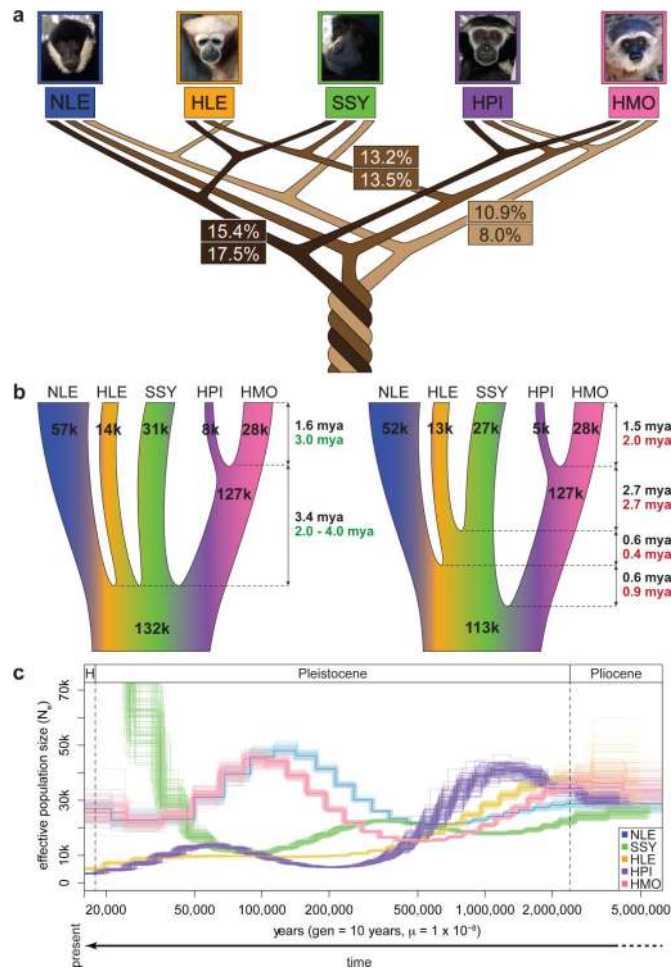 a
NLE HLE SSY HPI HMO
13.2%
13.5%
10.9%
8.0%
15.4%
17.5%
b
NLE HLE SSY HPI HMO
57k 14k 31k 8k 28k
127k
132k
1.6 mya
3.0 mya
3.4 mya
2.0 - 4.0 mya
NLE HLE SSY HPI HMO
52k 13k 27k 5k 28k
127k
113k
1.5 mya
2.0 mya
2.7 mya
2.7 mya
0.6 mya
0.4 mya
0.6 mya
0.9 mya
c
H Pleistocene Pliocene
effective population size (Ne)
70k
50k
30k
10k
0
NLE
SSY
HLE
HPI
HMO
20,000 50,000 100,000 200,000 500,000 1,000,000 2,000,000 5,000,000
years (gen = 10 years, μ = 1 x 10⁻⁸)
present
time